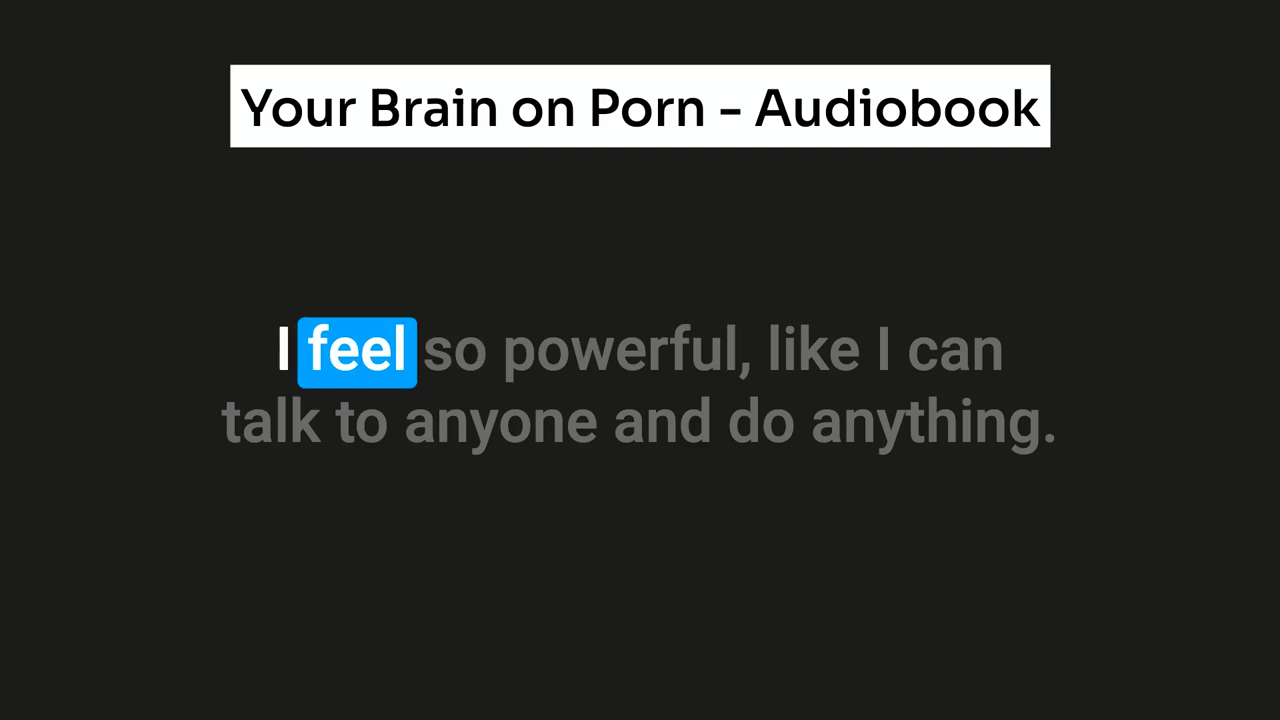 Your Brain on Porn - Audiobook
I feel so powerful, like I can
talk to anyone and do anything.